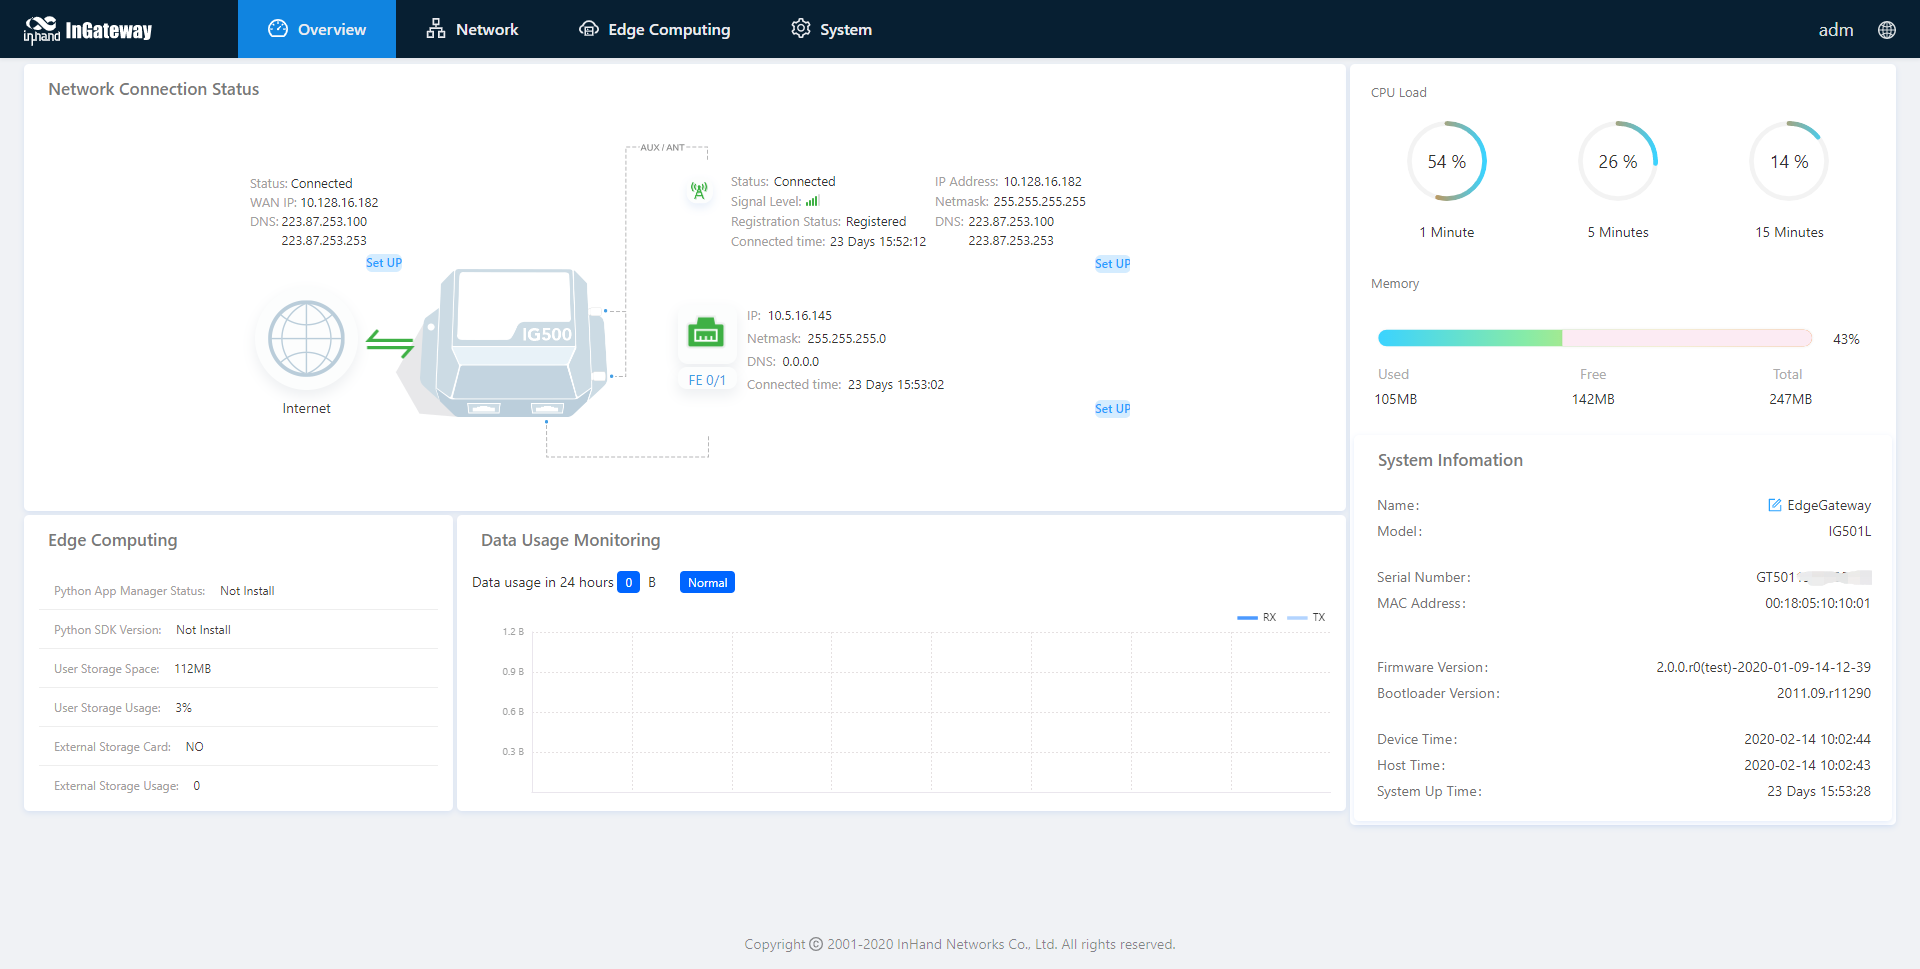 inhand InGateway
Overview
Network
Edge Computing
System
adm
Network Connection Status
AUX / ANT
Status: Connected
WAN IP: 10.128.16.182
DNS: 223.87.253.100
223.87.253.253
Set UP
Status: Connected
Signal Level:
Registration Status: Registered
Connected time: 23 Days 15:52:12
IP Address: 10.128.16.182
Netmask: 255.255.255.255
DNS: 223.87.253.100
223.87.253.253
Set UP
IG500
Internet
FE 0/1
IP: 10.5.16.145
Netmask: 255.255.255.0
DNS: 0.0.0.0
Connected time: 23 Days 15:53:02
Set UP
CPU Load
54 %
26 %
14 %
1 Minute
5 Minutes
15 Minutes
Memory
43%
Used
Free
Total
105MB
142MB
247MB
System Infomation
Name: EdgeGateway
Model: IG501L
Serial Number: GT501
MAC Address: 00:18:05:10:10:01
Firmware Version: 2.0.0.r0(test)-2020-01-09-14-12-39
Bootloader Version: 2011.09.r11290
Device Time: 2020-02-14 10:02:44
Host Time: 2020-02-14 10:02:43
System Up Time: 23 Days 15:53:28
Edge Computing
Python App Manager Status: Not Install
Python SDK Version: Not Install
User Storage Space: 112MB
User Storage Usage: 3%
External Storage Card: NO
External Storage Usage: 0
Data Usage Monitoring
Data usage in 24 hours 0 B Normal
RX TX
1.2 B
0.9 B
0.6 B
0.3 B
Copyright © 2001-2020 InHand Networks Co., Ltd. All rights reserved.